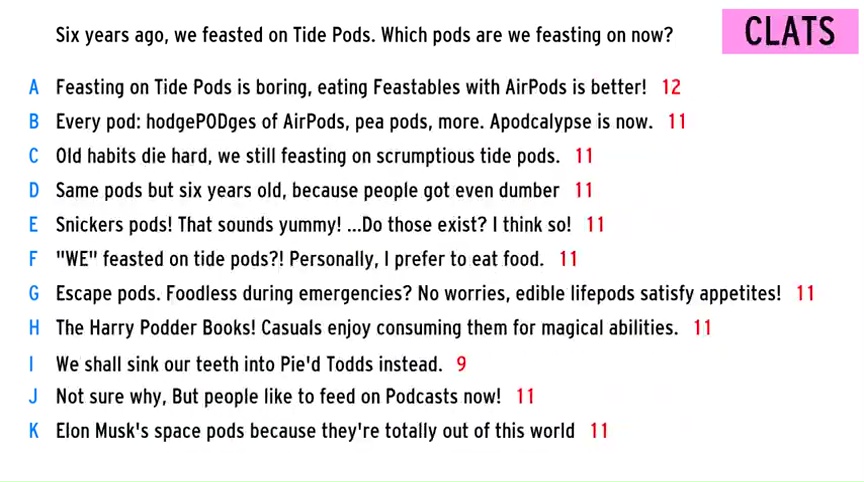 CLATS
Six years ago, we feasted on Tide Pods. Which pods are we feasting on now?
A Feasting on Tide Pods is boring, eating Feastables with AirPods is better! 12
B Every pod: hodgePODges of AirPods, pea pods, more. Apodcalypse is now. 11
C Old habits die hard, we still feasting on scrumptious tide pods. 11
D Same pods but six years old, because people got even dumber 11
E Snickers pods! That sounds yummy! ...Do those exist? I think so! 11
F "WE" feasted on tide pods?! Personally, I prefer to eat food. 11
G Escape pods. Foodless during emergencies? No worries, edible lifepods satisfy appetites! 11
H The Harry Podder Books! Casuals enjoy consuming them for magical abilities. 11
I We shall sink our teeth into Pie'd Todds instead. 9
J Not sure why, But people like to feed on Podcasts now! 11
K Elon Musk's space pods because they're totally out of this world 11